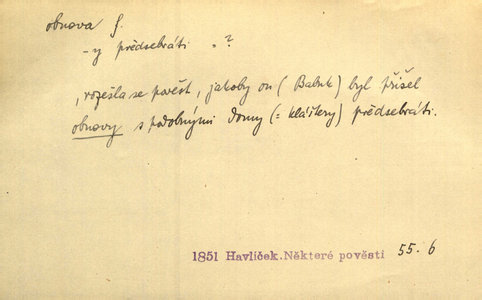 obnova f.
-y předsebráti „?
„rozešla se pověst, jakoby on (Balnk) byl přišel
obnovy s podobnými domy (= kláštery) předsebráti.
1851 Havlíček. Některé pověsti 55. 6